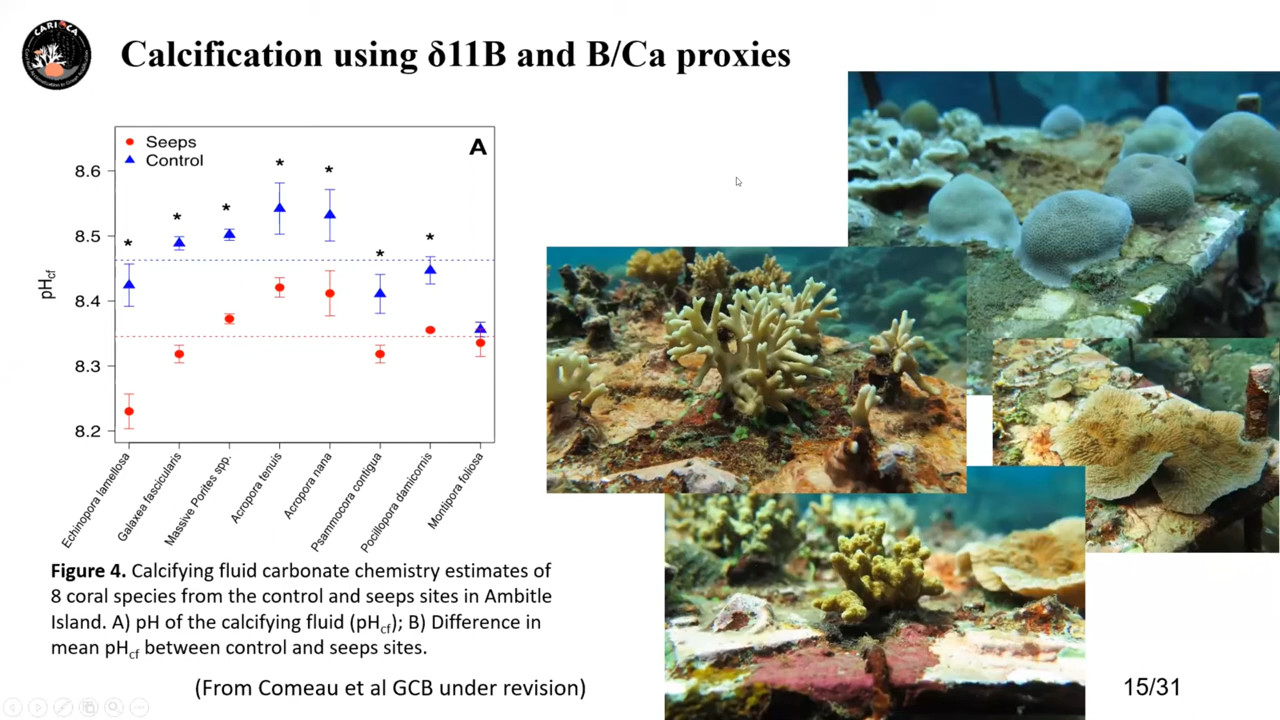 CARIOCA
Calcification using δ11B and B/Ca proxies
Seeps
Control
A
8.6
8.5
8.4
8.3
8.2
pHcf
* * * * * * *
Echinopora lamellosa
Galaxea fascicularis
Massive Porites spp.
Acropora tenuis
Acropora nana
Psammocora contigua
Pocillopora damicornis
Montipora foliosa
Figure 4. Calcifying fluid carbonate chemistry estimates of
8 coral species from the control and seeps sites in Ambitle
Island. A) pH of the calcifying fluid (pHcf); B) Difference in
mean pHcf between control and seeps sites.
(From Comeau et al GCB under revision)
15/31